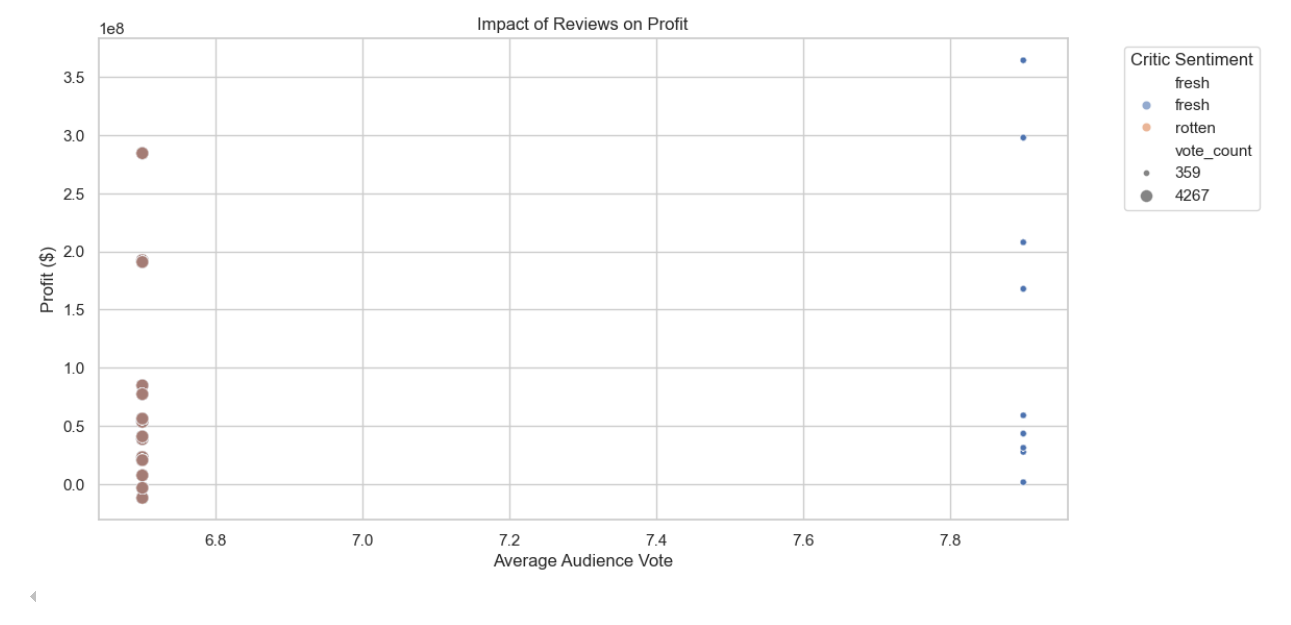 Impact of Reviews on Profit
1e8
3.5
3.0
2.5
2.0
1.5
1.0
0.5
0.0
Profit ($)
6.8 7.0 7.2 7.4 7.6 7.8
Average Audience Vote
Critic Sentiment
fresh
fresh
rotten
vote_count
359
4267